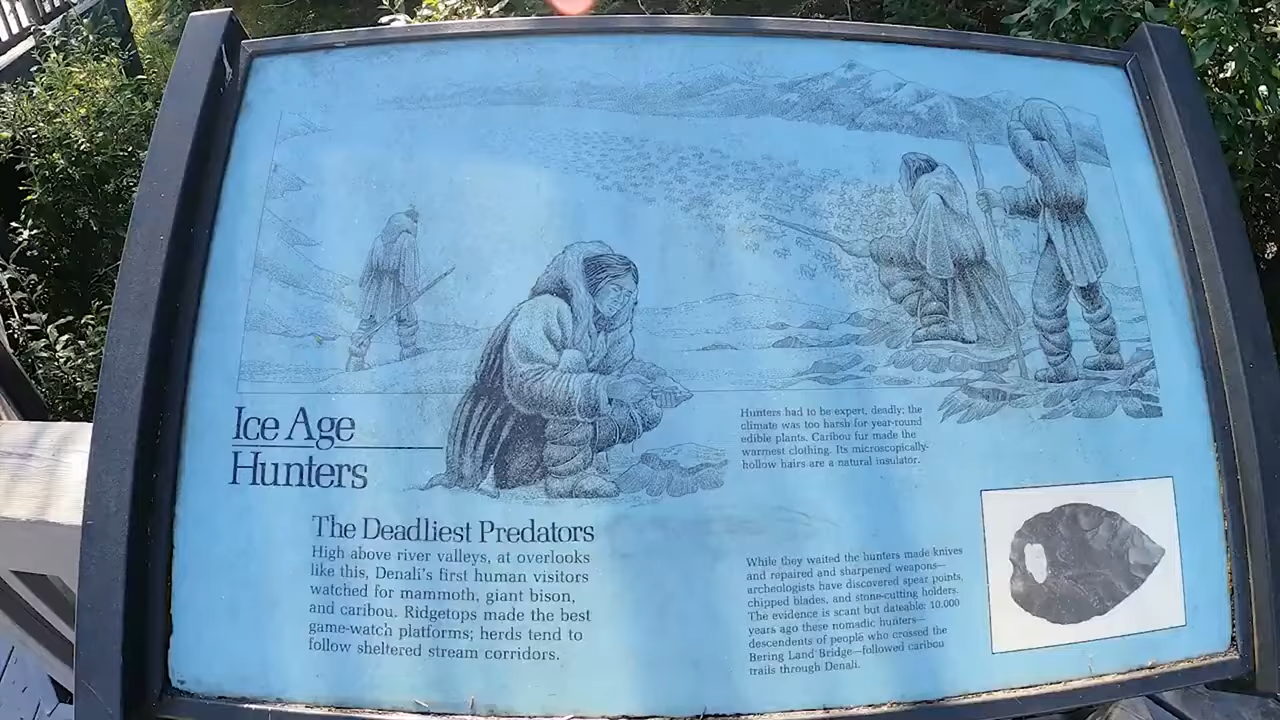 Ice Age
Hunters
The Deadliest Predators
High above river valleys, at overlooks
like this, Denali's first human visitors
watched for mammoth, giant bison,
and caribou. Ridgetops made the best
game-watch platforms; herds tend to
follow sheltered stream corridors.
Hunters had to be expert, deadly; the
climate was too harsh for year-round
edible plants. Caribou fur made the
warmest clothing. Its microscopically-
hollow hairs are a natural insulator.
While they waited the hunters made knives
and repaired and sharpened weapons—
archeologists have discovered spear points,
chipped blades, and stone-cutting holders.
The evidence is scant but dateable: 10,000
years ago these nomadic hunters—
descendents of people who crossed the
Bering Land Bridge—followed caribou
trails through Denali.